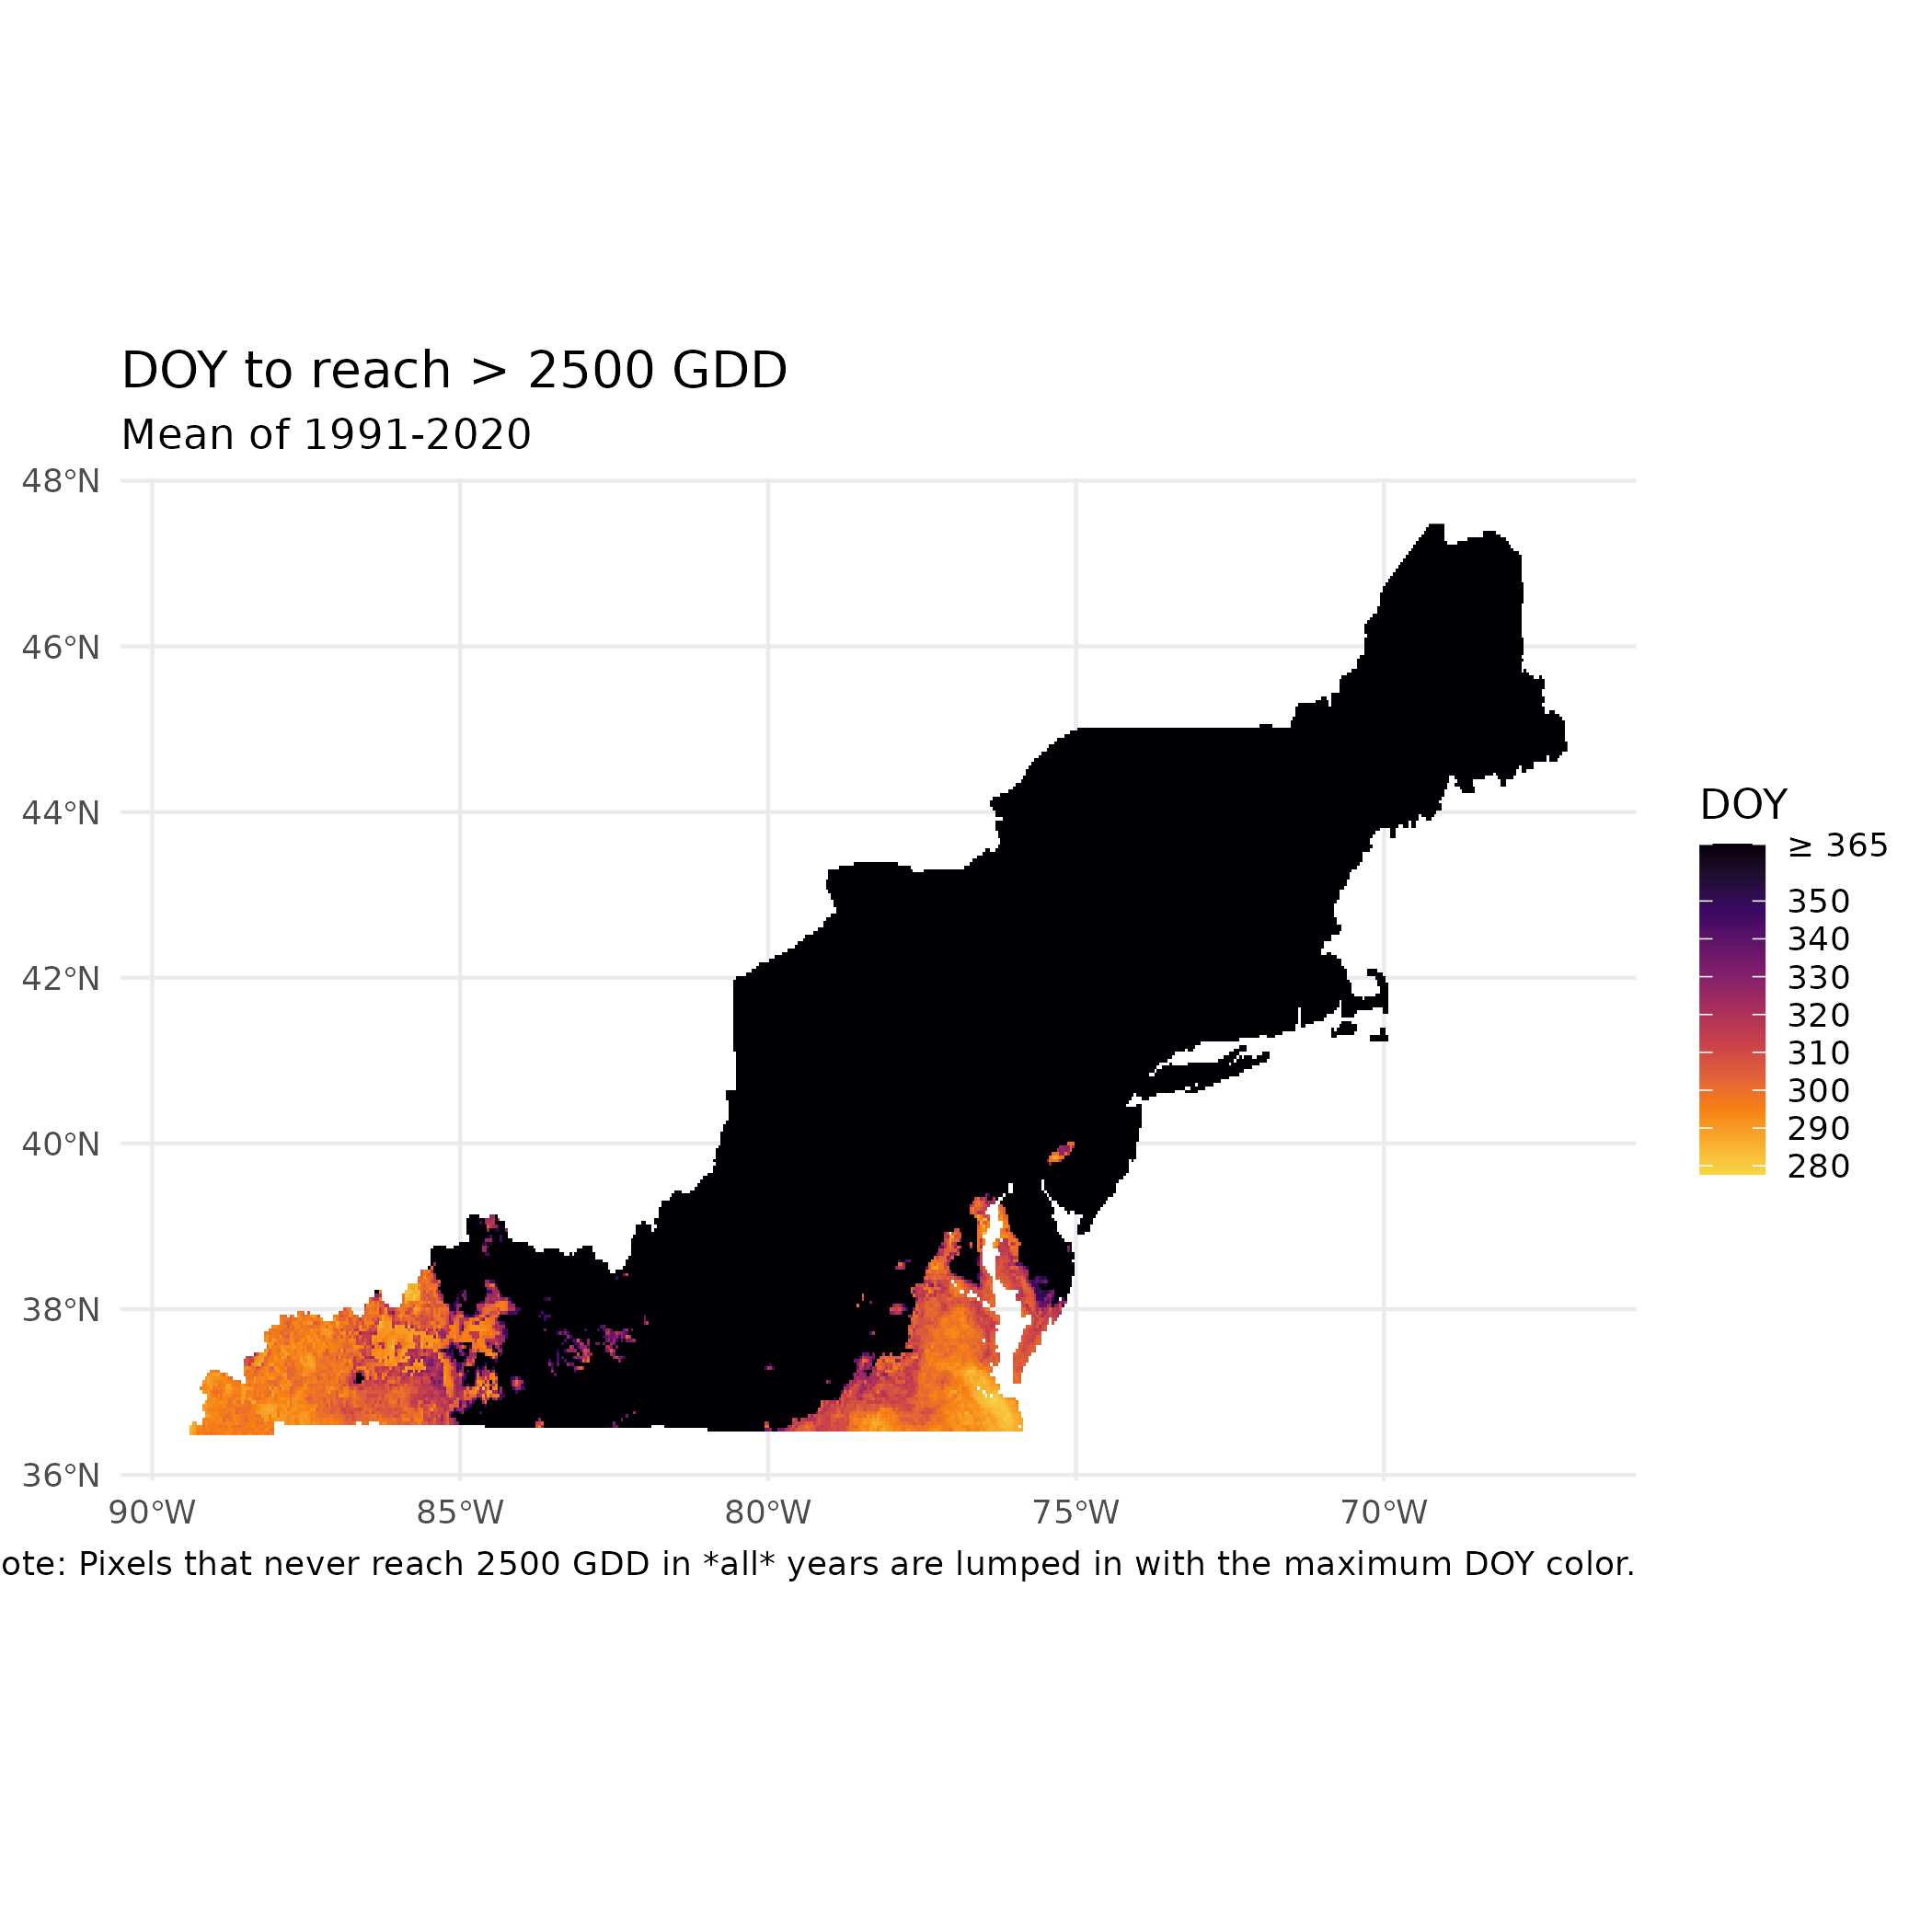 DOY to reach > 2500 GDD
Mean of 1991-2020
48°N
46°N
44°N
42°N
40°N
38°N
36°N
90°W 85°W 80°W 75°W 70°W
DOY
≥ 365
350
340
330
320
310
300
290
280
ote: Pixels that never reach 2500 GDD in *all* years are lumped in with the maximum DOY color.